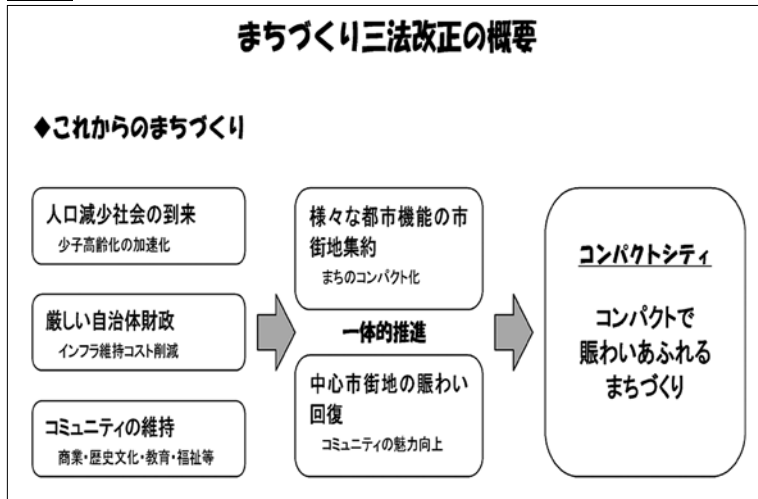 まちづくり三法改正の概要
◆これからのまちづくり
人口減少社会の到来
少子高齢化の加速化
厳しい自治体財政
インフラ維持コスト削減
コミュニティの維持
商業・歴史文化・教育・福祉等
様々な都市機能の市
街地集約
まちのコンパクト化
一体的推進
中心市街地の賑わい
回復
コミュニティの魅力向上
コンパクトシティ
コンパクトで
賑わいあふれる
まちづくり